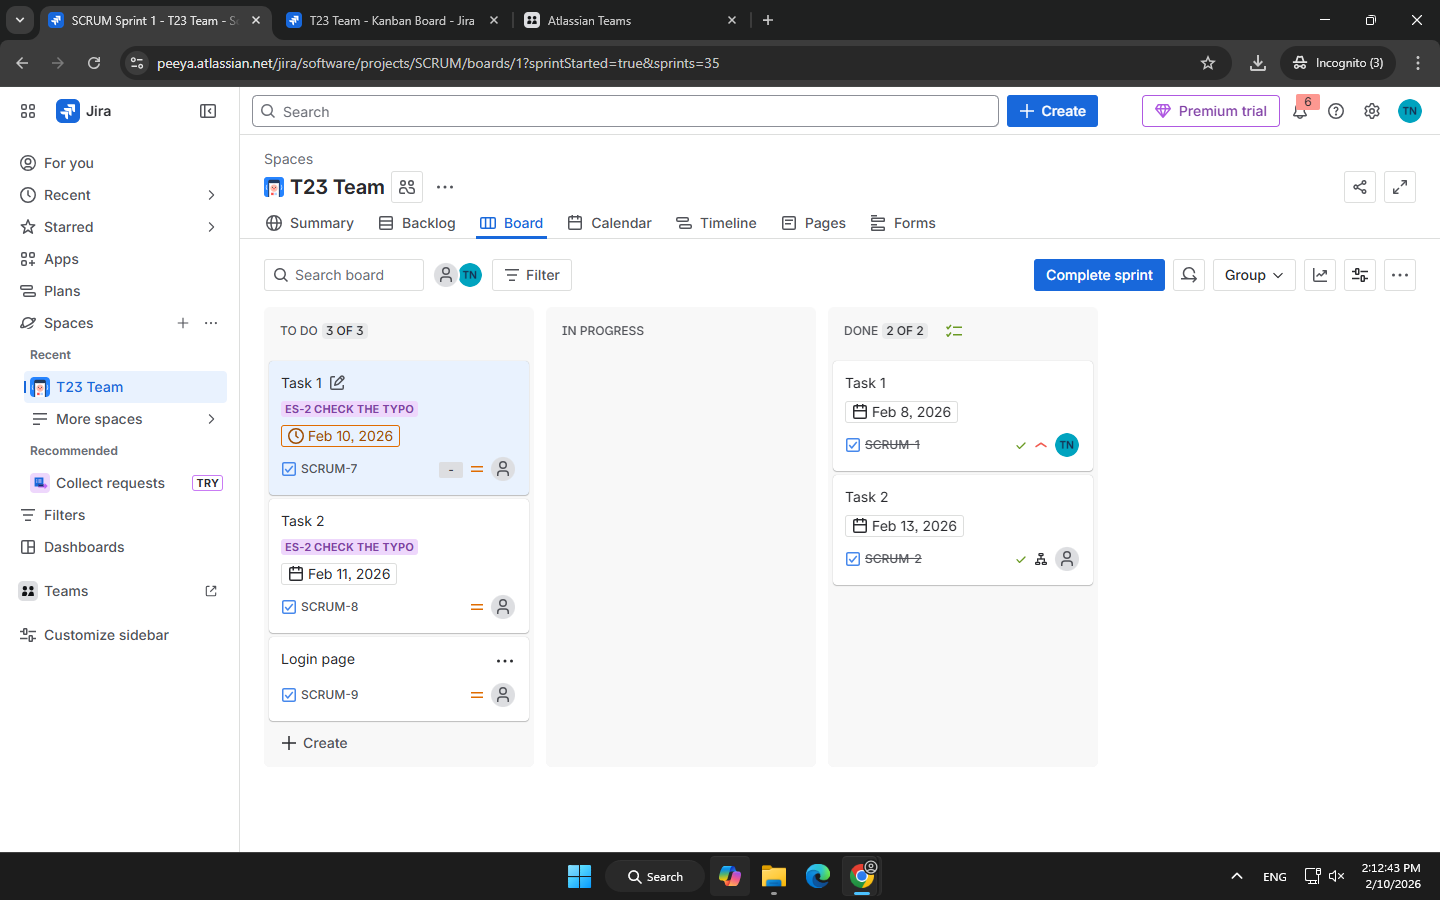 SCRUM Sprint 1 - T23 Team - Sc
T23 Team - Kanban Board - Jira
Atlassian Teams
peeya.atlassian.net/jira/software/projects/SCRUM/boards/1?sprintStarted=true&sprints=35
Incognito (3)
Jira
Search
Create
Premium trial
6
TN
For you
Recent
Starred
Apps
Plans
Spaces
Recent
T23 Team
More spaces
Recommended
Collect requests
TRY
Filters
Dashboards
Teams
Customize sidebar
Spaces
T23 Team
Summary
Backlog
Board
Calendar
Timeline
Pages
Forms
Search board
TN
Filter
Complete sprint
Group
TO DO 3 OF 3
Task 1
ES-2 CHECK THE TYPO
Feb 10, 2026
SCRUM-7
-
Task 2
ES-2 CHECK THE TYPO
Feb 11, 2026
SCRUM-8
Login page
SCRUM-9
Create
IN PROGRESS
DONE 2 OF 2
Task 1
Feb 8, 2026
SCRUM-1
TN
Task 2
Feb 13, 2026
SCRUM-2
Search
ENG
2:12:43 PM
2/10/2026